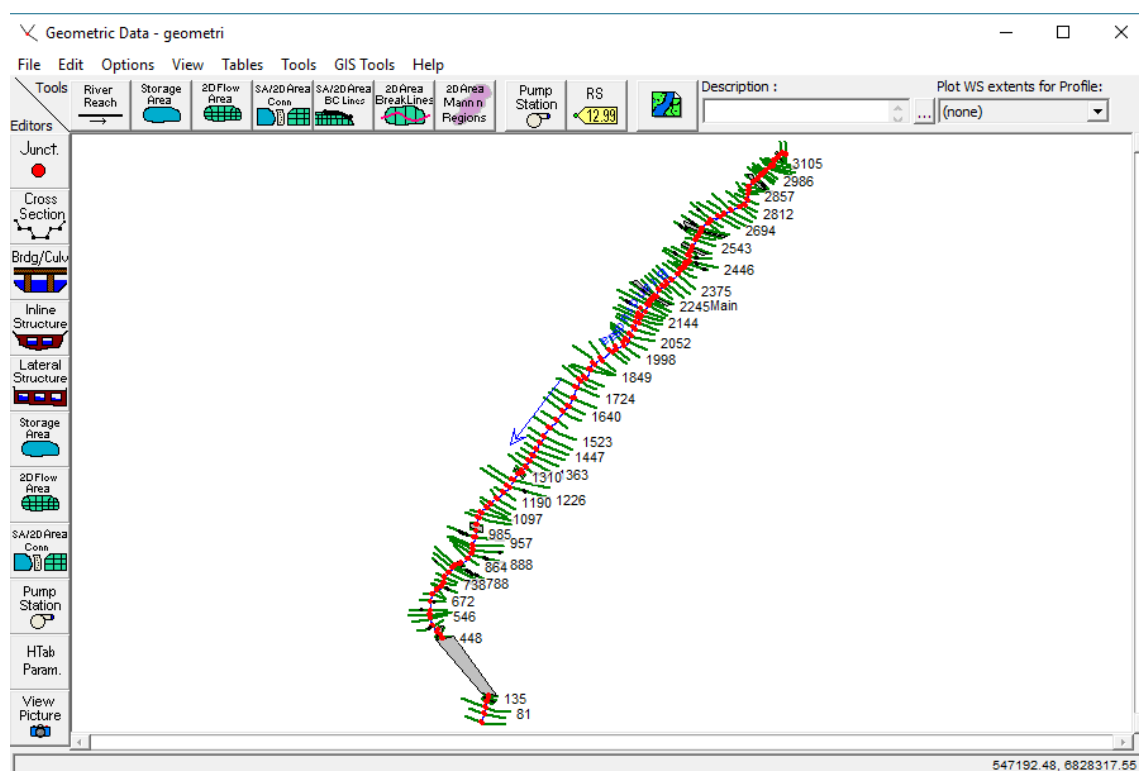 Geometric Data - geometri
File Edit Options View Tables Tools GIS Tools Help
Tools
Editors
River
Reach
Storage
Area
2D Flow
Area
SA/2D Area
Conn
SA/2D Area
BC Lines
2D Area
BreakLines
2D Area
Mann n
Regions
Pump
Station
RS
12.99
Description :
...
Plot WS extents for Profile:
(none)
Junct.
Cross
Section
Brdg/Culv
Inline
Structure
Lateral
Structure
Storage
Area
2D Flow
Area
SA/2D Area
Conn
Pump
Station
HTab
Param.
View
Picture
3105
2986
2857
2812
2694
2543
2446
2375
2245Main
2144
2052
1998
1849
1724
1640
1523
1447
1310
1363
1190
1226
1097
985
957
864
888
738
788
672
546
448
135
81
547192.48, 6828317.55